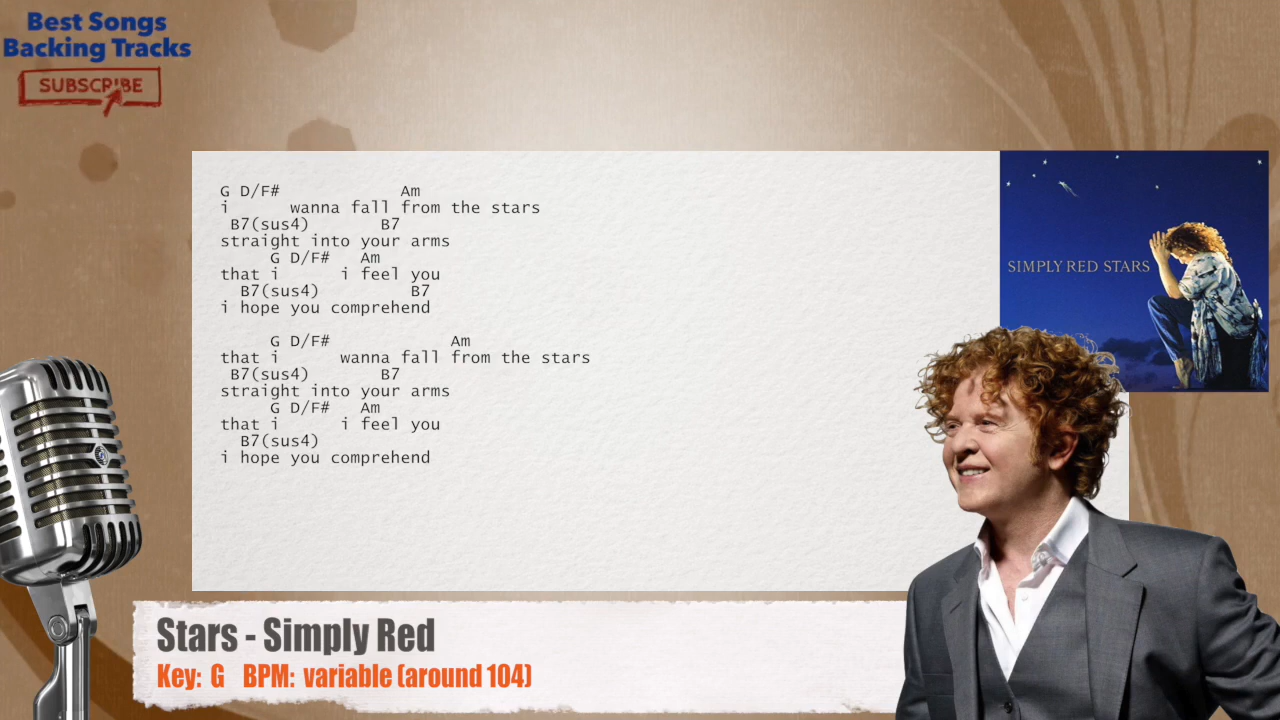 Best Songs
Backing Tracks
SUBSCRIBE
G D/F#            Am
i      wanna fall from the stars
 B7(sus4)       B7
straight into your arms
     G D/F#   Am
that i      i feel you
  B7(sus4)         B7
i hope you comprehend
     G D/F#            Am
that i      wanna fall from the stars
 B7(sus4)       B7
straight into your arms
     G D/F#   Am
that i      i feel you
  B7(sus4)
i hope you comprehend
SIMPLY RED STARS
Stars - Simply Red
Key: G   BPM: variable (around 104)